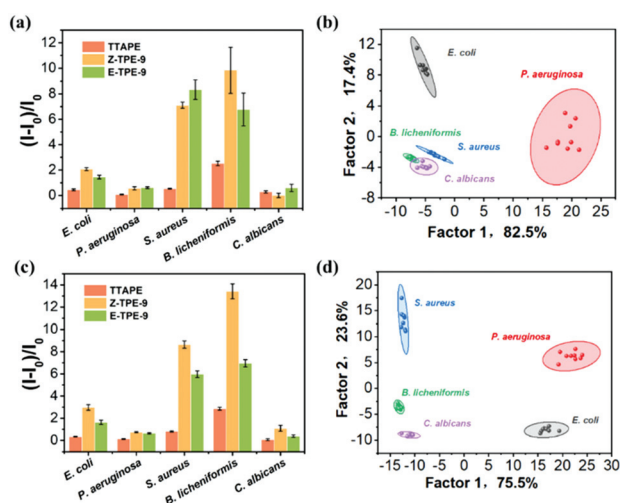 (a)
(I-I0)/I0
12
10
8
6
4
2
0
TTAPE
Z-TPE-9
E-TPE-9
E. coli
P. aeruginosa
S. aureus
B. licheniformis
C. albicans
(b)
Factor 2, 17.4%
12
8
4
0
-4
-8
E. coli
P. aeruginosa
B. licheniformis
S. aureus
C. albicans
-10 -5 0 5 10 15 20 25
Factor 1, 82.5%
(c)
(I-I0)/I0
14
12
10
8
6
4
2
0
TTAPE
Z-TPE-9
E-TPE-9
E. coli
P. aeruginosa
S. aureus
B. licheniformis
C. albicans
(d)
Factor 2, 23.6%
20
15
10
5
0
-5
-10
S. aureus
P. aeruginosa
B. licheniformis
C. albicans
E. coli
-15 -10 -5 0 5 10 15 20 25 30
Factor 1, 75.5%